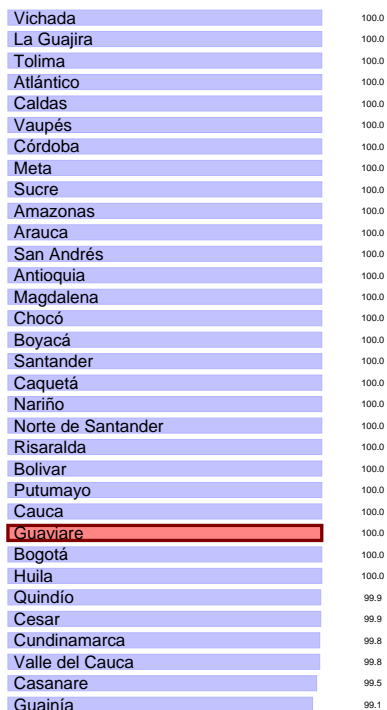 Vichada 100.0
La Guajira 100.0
Tolima 100.0
Atlántico 100.0
Caldas 100.0
Vaupés 100.0
Córdoba 100.0
Meta 100.0
Sucre 100.0
Amazonas 100.0
Arauca 100.0
San Andrés 100.0
Antioquia 100.0
Magdalena 100.0
Chocó 100.0
Boyacá 100.0
Santander 100.0
Caquetá 100.0
Nariño 100.0
Norte de Santander 100.0
Risaralda 100.0
Bolivar 100.0
Putumayo 100.0
Cauca 100.0
Guaviare 100.0
Bogotá 100.0
Huila 100.0
Quindío 99.9
Cesar 99.9
Cundinamarca 99.8
Valle del Cauca 99.8
Casanare 99.5
Guainía 99.1